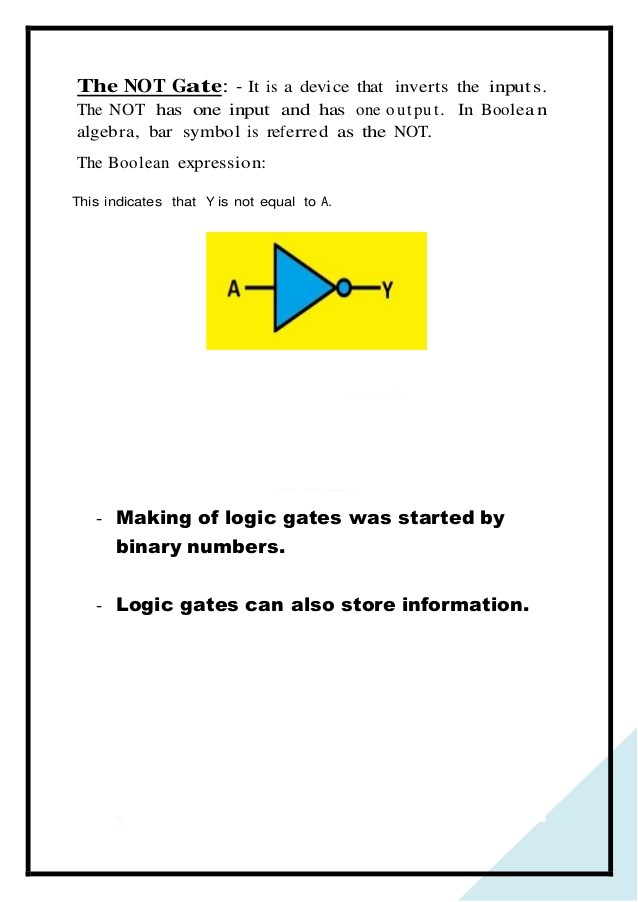 The NOT Gate: - It is a device that inverts the inputs.
The NOT has one input and has one output. In Boolean
algebra, bar symbol is referred as the NOT.
The Boolean expression:
This indicates that Y is not equal to A.
A Y
- Making of logic gates was started by
binary numbers.
- Logic gates can also store information.